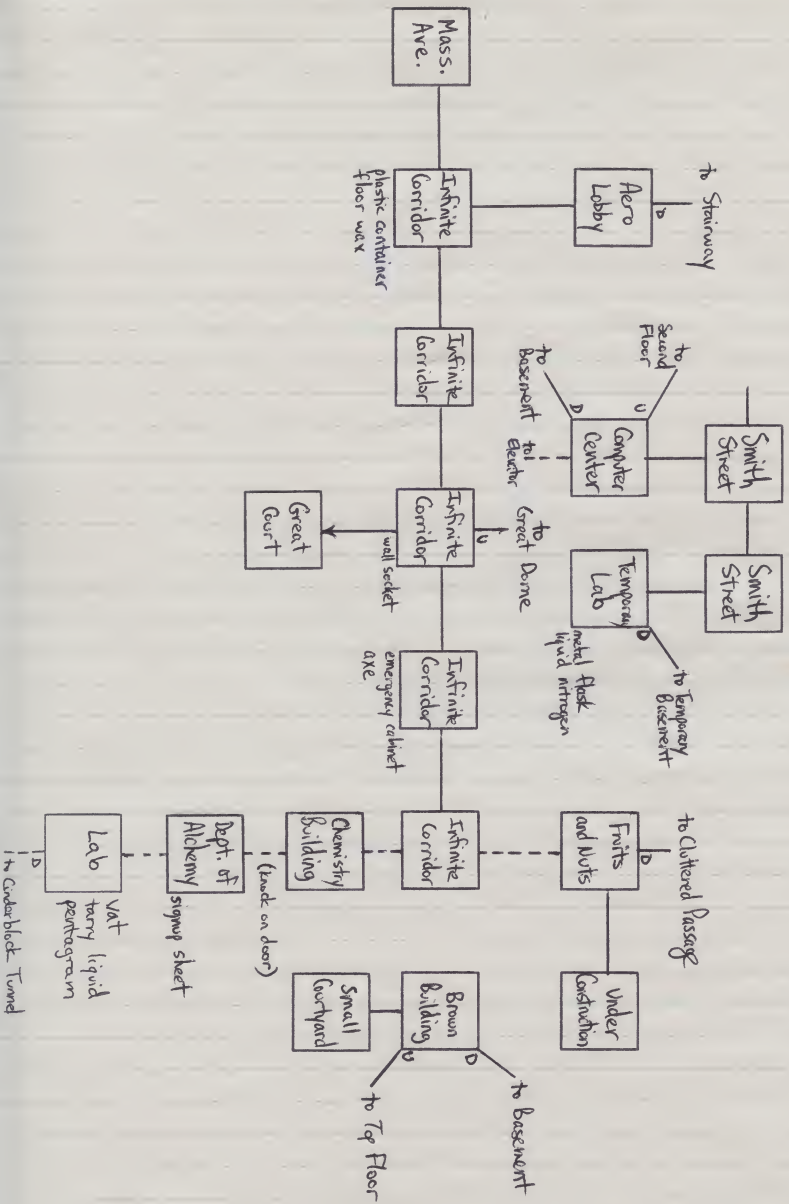 Smith
Street
Smith
Street
to Stairway
D
Aero
Lobby
to
Second
Floor
U
Computer
Center
D
to
Basement
to
Elevator
Temporary
Lab
D
to Temporary
Basement
metal flask
liquid nitrogen
to Cluttered Passage
D
Fruits
and Nuts
Under
Construction
Mass.
Ave.
Infinite
Corridor
plastic container
floor wax
Infinite
Corridor
to
Great Dome
U
Infinite
Corridor
wall socket
Infinite
Corridor
emergency cabinet
axe
Infinite
Corridor
Brown
Building
D
to Basement
U
to Top Floor
Great
Court
Chemistry
Building
Small
Courtyard
(knock on door)
Dept. of
Alchemy
signup sheet
Lab
vat
tarry liquid
pentagram
D
to Cinderblock Tunnel